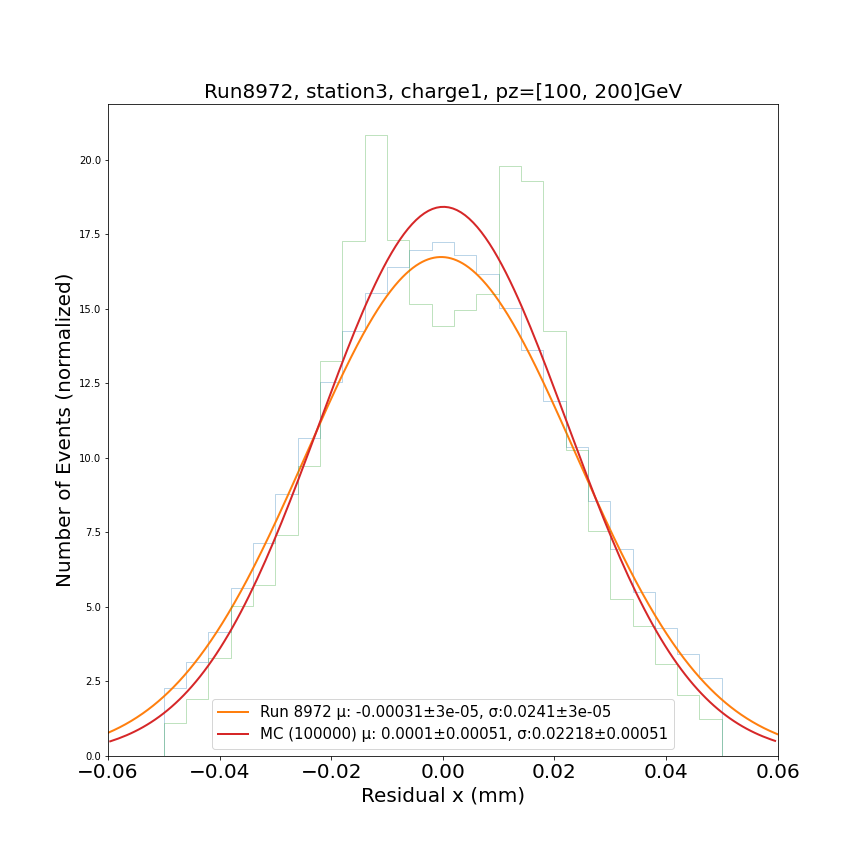 Run8972, station3, charge1, pz=[100, 200]GeV
Number of Events (normalized)
20.0
17.5
15.0
12.5
10.0
7.5
5.0
2.5
0.0
Run 8972 μ: -0.00031±3e-05, σ:0.0241±3e-05
MC (100000) μ: 0.0001±0.00051, σ:0.02218±0.00051
−0.06 −0.04 −0.02 0.00 0.02 0.04 0.06
Residual x (mm)